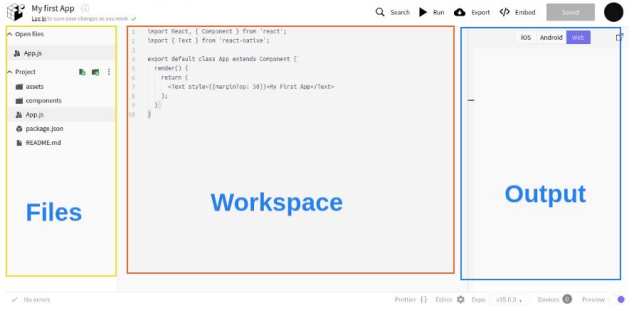 My first App
Log in to save your changes as you work
Search
Run
Export
Embed
Saved
Open files
App.js
Project
assets
components
App.js
package.json
README.md
Files
1 import React, { Component } from 'react';
2 import { Text } from 'react-native';
3
4 export default class App extends Component {
5 render() {
6 return (
7 <Text style={{marginTop: 50}}>My First App</Text>
8 );
9 }
10 }
Workspace
iOS Android Web
Output
No errors
Prettier {} Editor Expo v35.0.0 Devices 0 Preview